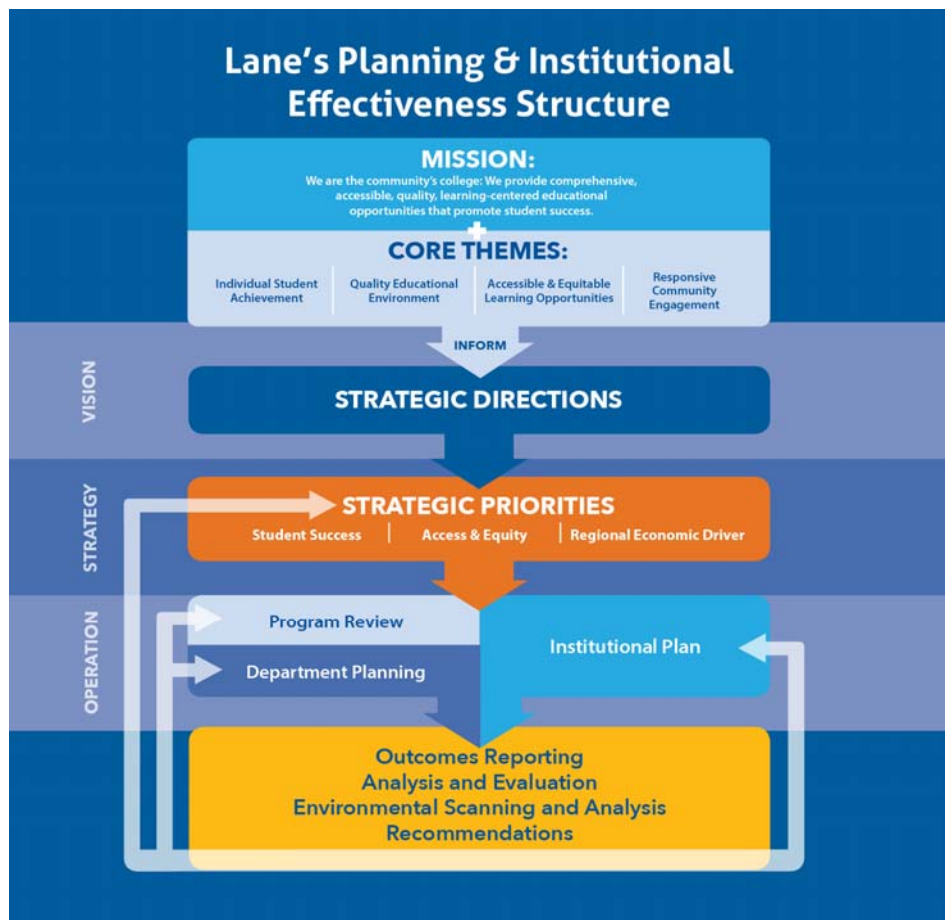 Lane's Planning & Institutional
Effectiveness Structure
MISSION:
We are the community's college: We provide comprehensive,
accessible, quality, learning-centered educational
opportunities that promote student success.
+
CORE THEMES:
Individual Student
Achievement
Quality Educational
Environment
Accessible & Equitable
Learning Opportunities
Responsive
Community
Engagement
INFORM
VISION
STRATEGIC DIRECTIONS
STRATEGY
STRATEGIC PRIORITIES
Student Success
Access & Equity
Regional Economic Driver
OPERATION
Program Review
Department Planning
Institutional Plan
Outcomes Reporting
Analysis and Evaluation
Environmental Scanning and Analysis
Recommendations